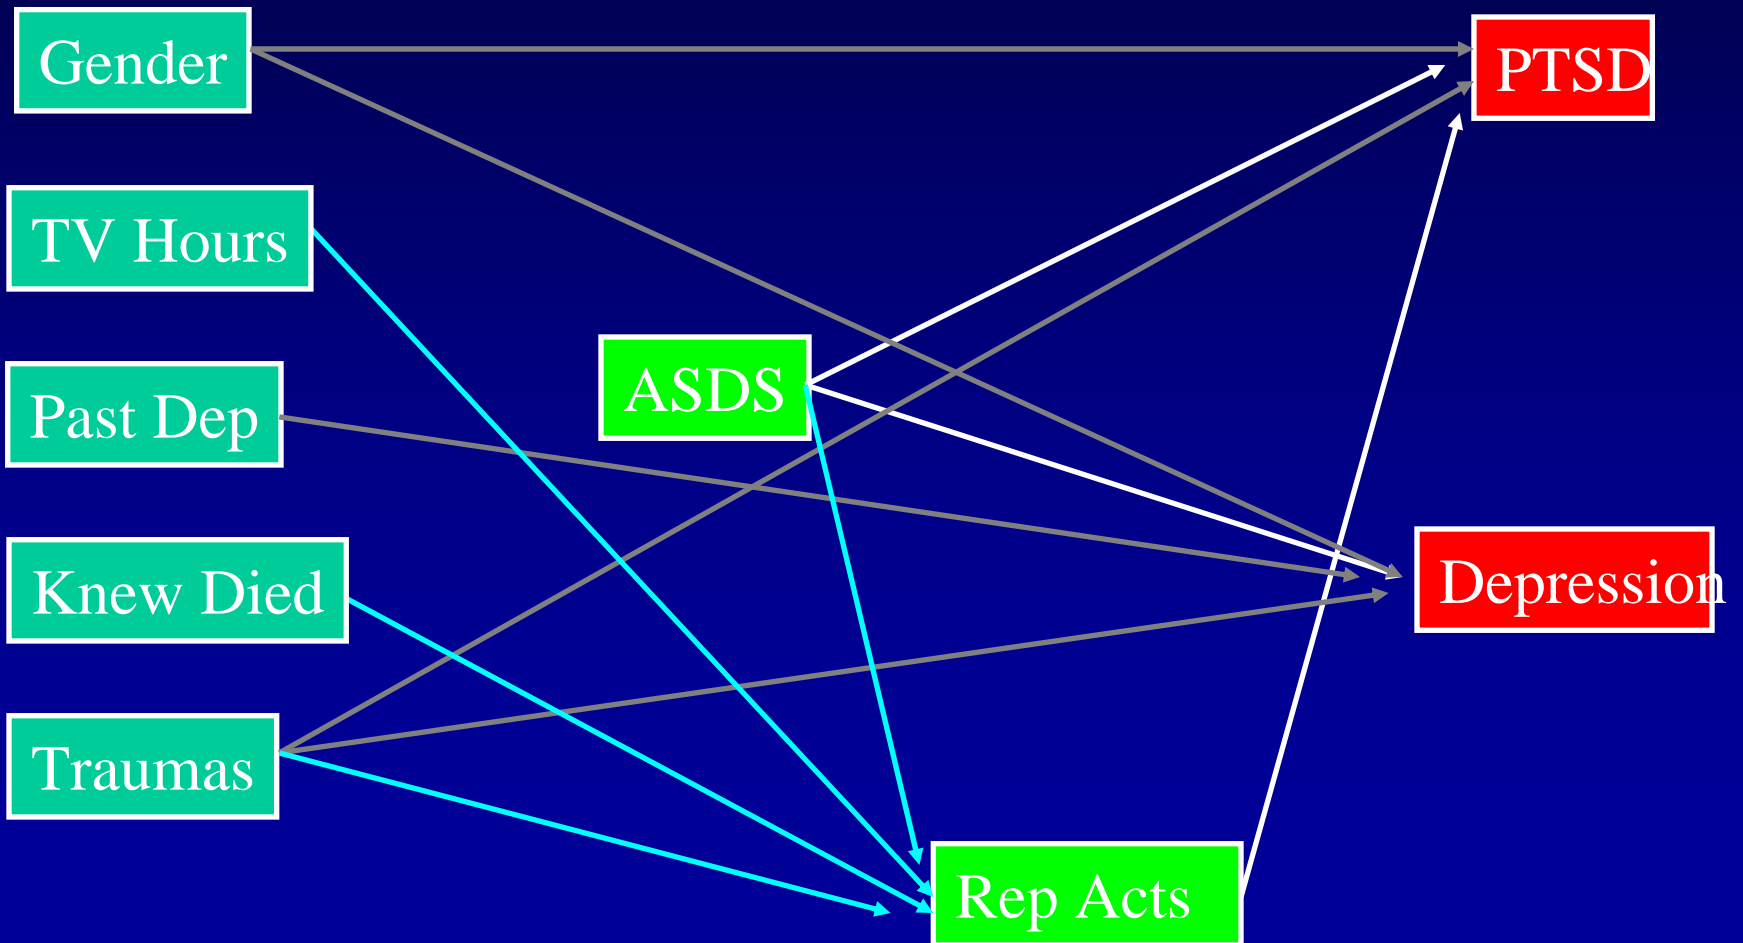 Gender
PTSD
TV Hours
Past Dep
ASDS
Knew Died
Depression
Traumas
Rep Acts